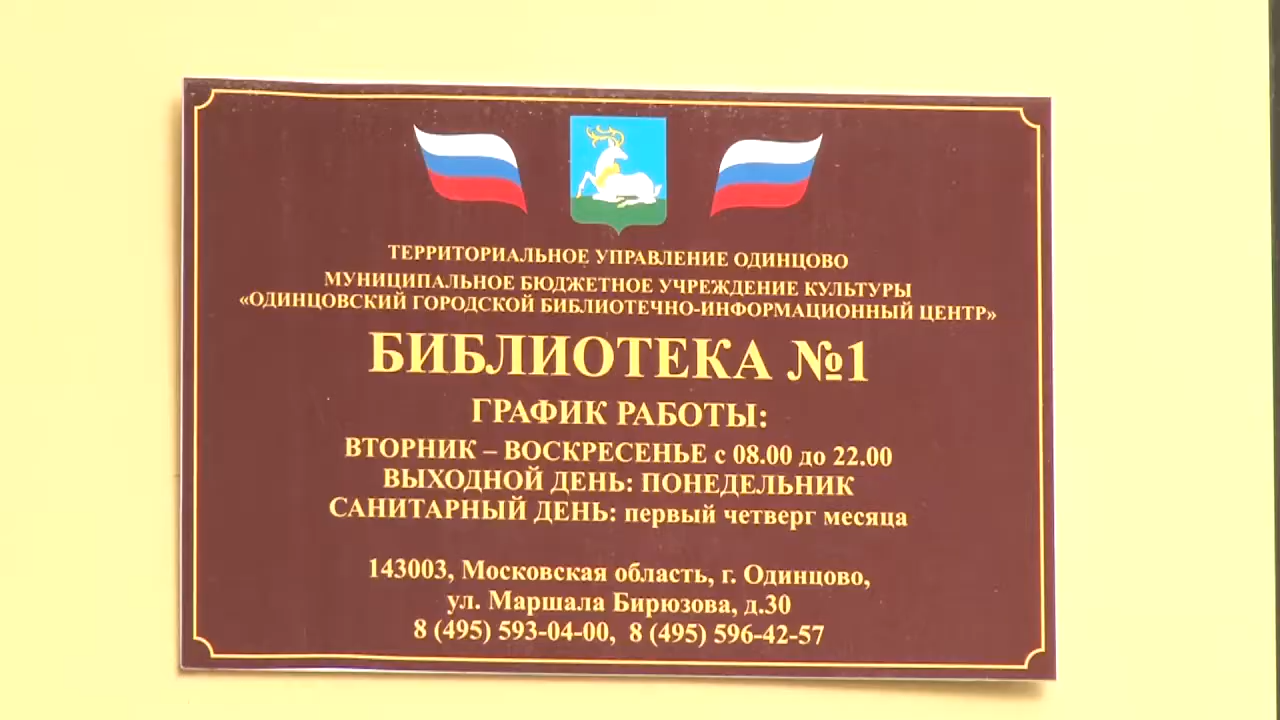 ТЕРРИТОРИАЛЬНОЕ УПРАВЛЕНИЕ ОДИНЦОВО
МУНИЦИПАЛЬНОЕ БЮДЖЕТНОЕ УЧРЕЖДЕНИЕ КУЛЬТУРЫ
«ОДИНЦОВСКИЙ ГОРОДСКОЙ БИБЛИОТЕЧНО-ИНФОРМАЦИОННЫЙ ЦЕНТР»
БИБЛИОТЕКА №1
ГРАФИК РАБОТЫ:
ВТОРНИК – ВОСКРЕСЕНЬЕ с 08.00 до 22.00
ВЫХОДНОЙ ДЕНЬ: ПОНЕДЕЛЬНИК
САНИТАРНЫЙ ДЕНЬ: первый четверг месяца
143003, Московская область, г. Одинцово,
ул. Маршала Бирюзова, д.30
8 (495) 593-04-00, 8 (495) 596-42-57